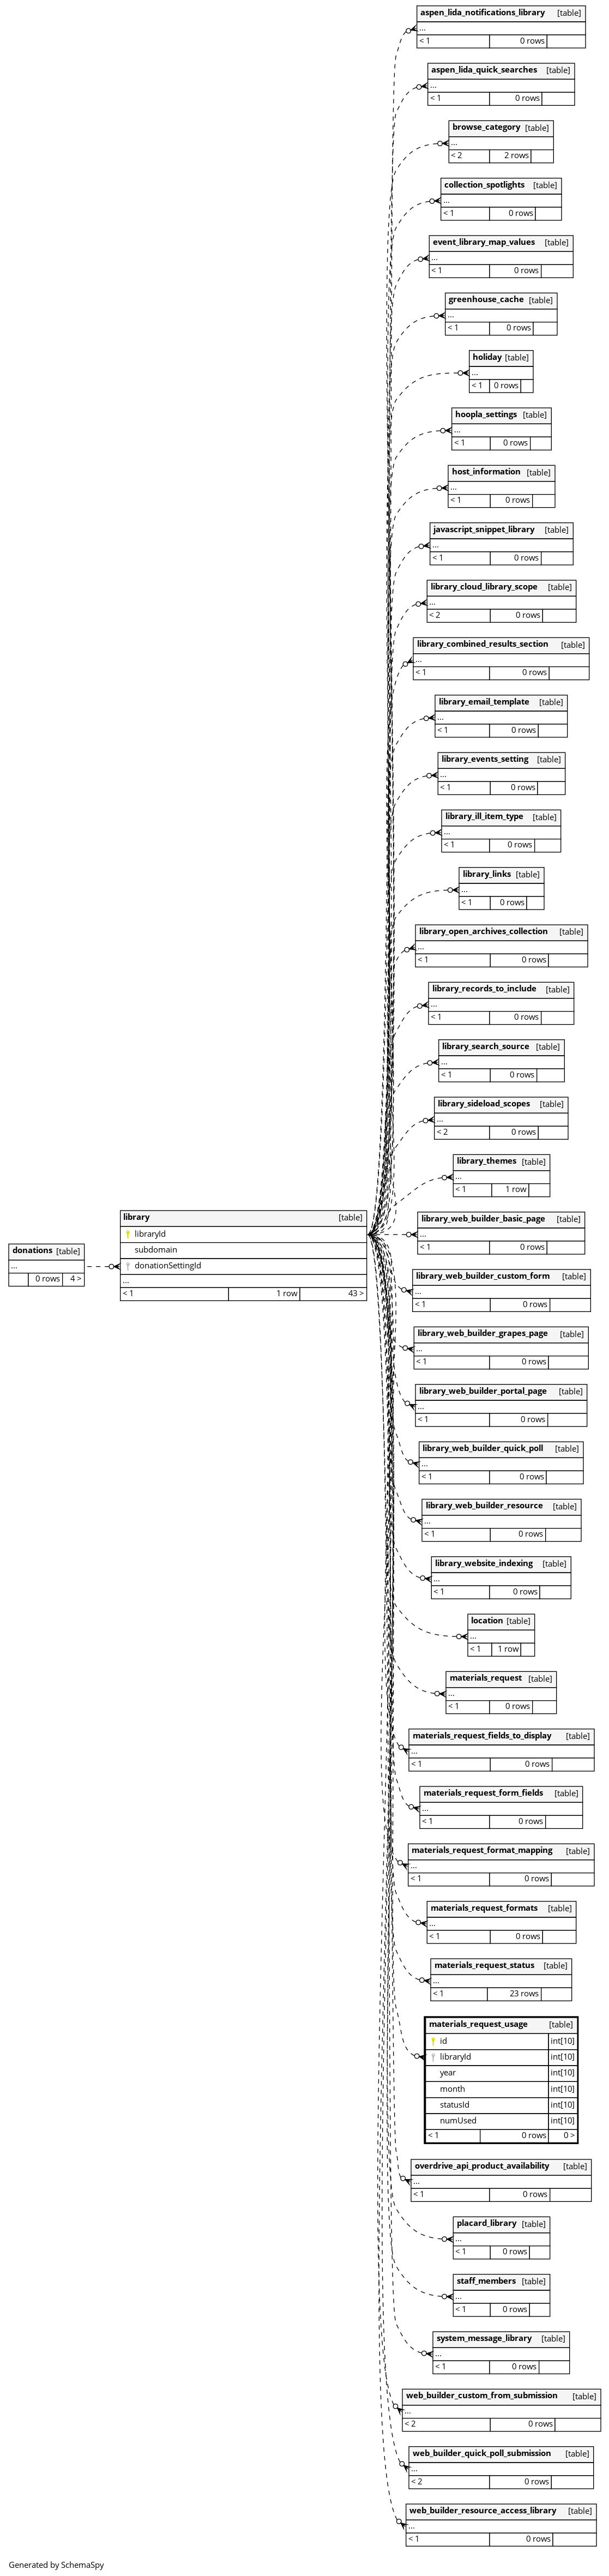 aspen_lida_notifications_library [table]
...
< 1 0 rows
aspen_lida_quick_searches [table]
...
< 1 0 rows
browse_category [table]
...
< 2 2 rows
collection_spotlights [table]
...
< 1 0 rows
event_library_map_values [table]
...
< 1 0 rows
greenhouse_cache [table]
...
< 1 0 rows
holiday [table]
...
< 1 0 rows
hoopla_settings [table]
...
< 1 0 rows
host_information [table]
...
< 1 0 rows
javascript_snippet_library [table]
...
< 1 0 rows
library_cloud_library_scope [table]
...
< 2 0 rows
library_combined_results_section [table]
...
< 1 0 rows
library_email_template [table]
...
< 1 0 rows
library_events_setting [table]
...
< 1 0 rows
library_ill_item_type [table]
...
< 1 0 rows
library_links [table]
...
< 1 0 rows
library_open_archives_collection [table]
...
< 1 0 rows
library_records_to_include [table]
...
< 1 0 rows
library_search_source [table]
...
< 1 0 rows
library_sideload_scopes [table]
...
< 2 0 rows
library_themes [table]
...
< 1 1 row
donations [table]
...
0 rows 4 >
library [table]
libraryId
subdomain
donationSettingId
...
< 1 1 row 43 >
library_web_builder_basic_page [table]
...
< 1 0 rows
library_web_builder_custom_form [table]
...
< 1 0 rows
library_web_builder_grapes_page [table]
...
< 1 0 rows
library_web_builder_portal_page [table]
...
< 1 0 rows
library_web_builder_quick_poll [table]
...
< 1 0 rows
library_web_builder_resource [table]
...
< 1 0 rows
library_website_indexing [table]
...
< 1 0 rows
location [table]
...
< 1 1 row
materials_request [table]
...
< 1 0 rows
materials_request_fields_to_display [table]
...
< 1 0 rows
materials_request_form_fields [table]
...
< 1 0 rows
materials_request_format_mapping [table]
...
< 1 0 rows
materials_request_formats [table]
...
< 1 0 rows
materials_request_status [table]
...
< 1 23 rows
materials_request_usage [table]
id int[10]
libraryId int[10]
year int[10]
month int[10]
statusId int[10]
numUsed int[10]
< 1 0 rows 0 >
overdrive_api_product_availability [table]
...
< 1 0 rows
placard_library [table]
...
< 1 0 rows
staff_members [table]
...
< 1 0 rows
system_message_library [table]
...
< 1 0 rows
web_builder_custom_from_submission [table]
...
< 2 0 rows
web_builder_quick_poll_submission [table]
...
< 2 0 rows
web_builder_resource_access_library [table]
...
< 1 0 rows
Generated by SchemaSpy